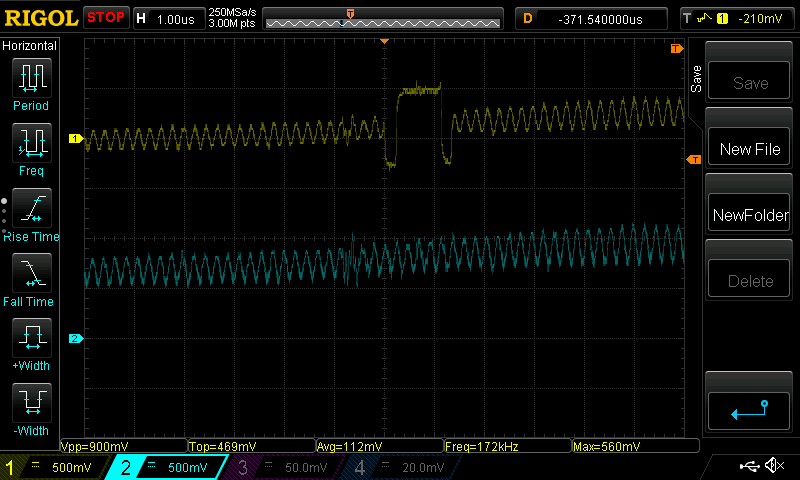 RIGOL STOP H 1.00us 250MSa/s 3.00M pts T D -371.540000us T 1 -210mV
Horizontal
Period
Freq
Rise Time
Fall Time
+Width
-Width
1
2
T
T
Save
Save
New File
NewFolder
Delete
Vpp=900mV Top=469mV Avg=112mV Freq=172kHz Max=560mV
1 500mV 2 500mV 3 50.0mV 4 20.0mV